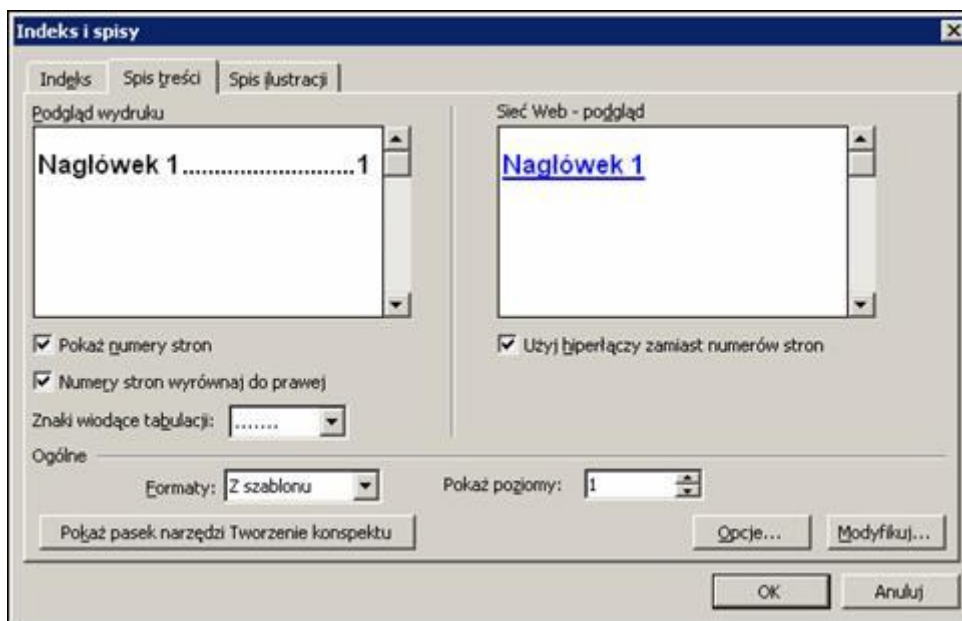 Indeks i spisy
Indeks Spis treści Spis ilustracji
Podgląd wydruku
Sieć Web - podgląd
Nagłówek 1............................1
Nagłówek 1
Pokaż numery stron
Użyj hiperłączy zamiast numerów stron
Numery stron wyrównaj do prawej
Znaki wiodące tabulacji: .......
Ogólne
Formaty: Z szablonu Pokaż poziomy: 1
Pokaż pasek narzędzi Tworzenie konspektu Opcje... Modyfikuj...
OK Anuluj